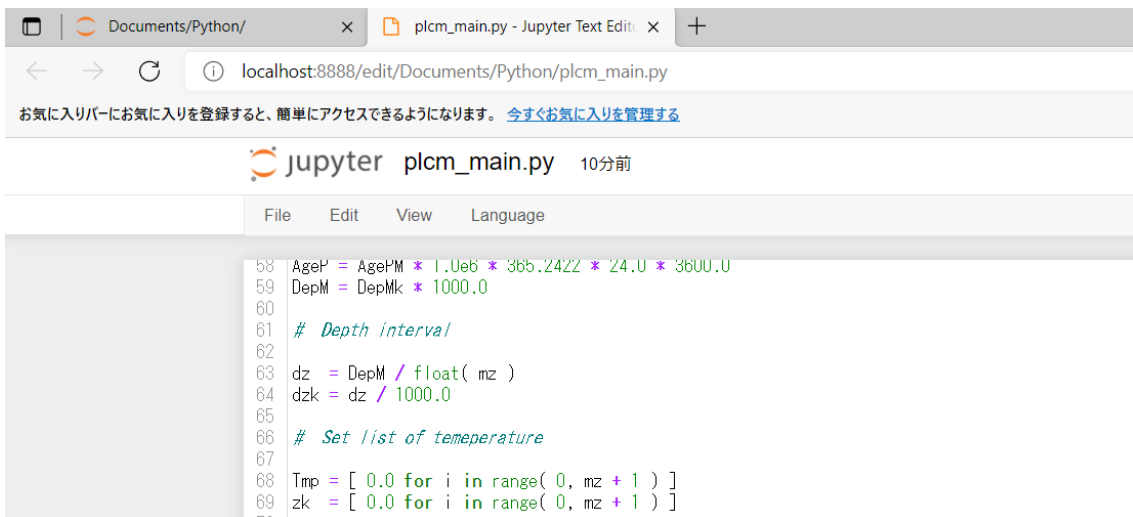 Documents/Python/
plcm_main.py - Jupyter Text Edit
localhost:8888/edit/Documents/Python/plcm_main.py
お気に入りバーにお気に入りを登録すると、簡単にアクセスできるようになります。 今すぐお気に入りを管理する
jupyter plcm_main.py 10分前
File Edit View Language
58 AgeP = AgePM * 1.0e6 * 365.2422 * 24.0 * 3600.0
59 DepM = DepMk * 1000.0
60
61 # Depth interval
62
63 dz = DepM / float( mz )
64 dzk = dz / 1000.0
65
66 # Set list of temeperature
67
68 Tmp = [ 0.0 for i in range( 0, mz + 1 ) ]
69 zk = [ 0.0 for i in range( 0, mz + 1 ) ]